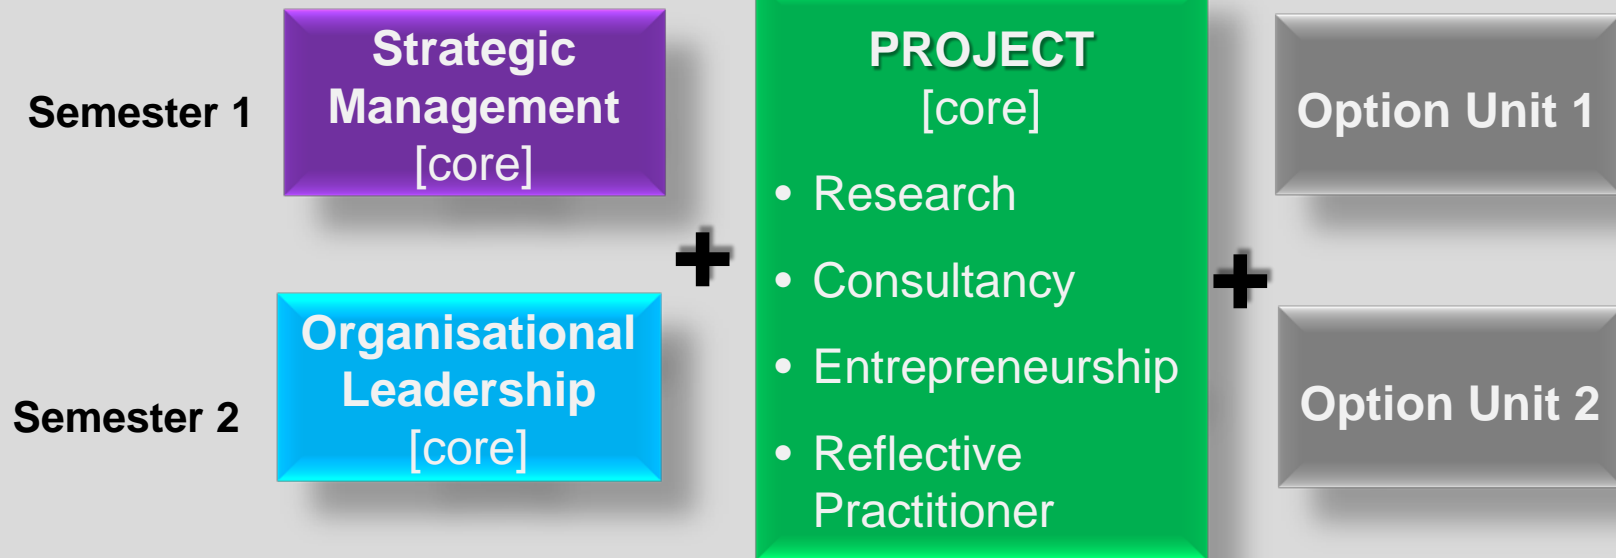 Semester 1
Strategic
Management
[core]
Semester 2
Organisational
Leadership
[core]
+
PROJECT
[core]
• Research
• Consultancy
• Entrepreneurship
• Reflective
Practitioner
+
Option Unit 1
Option Unit 2